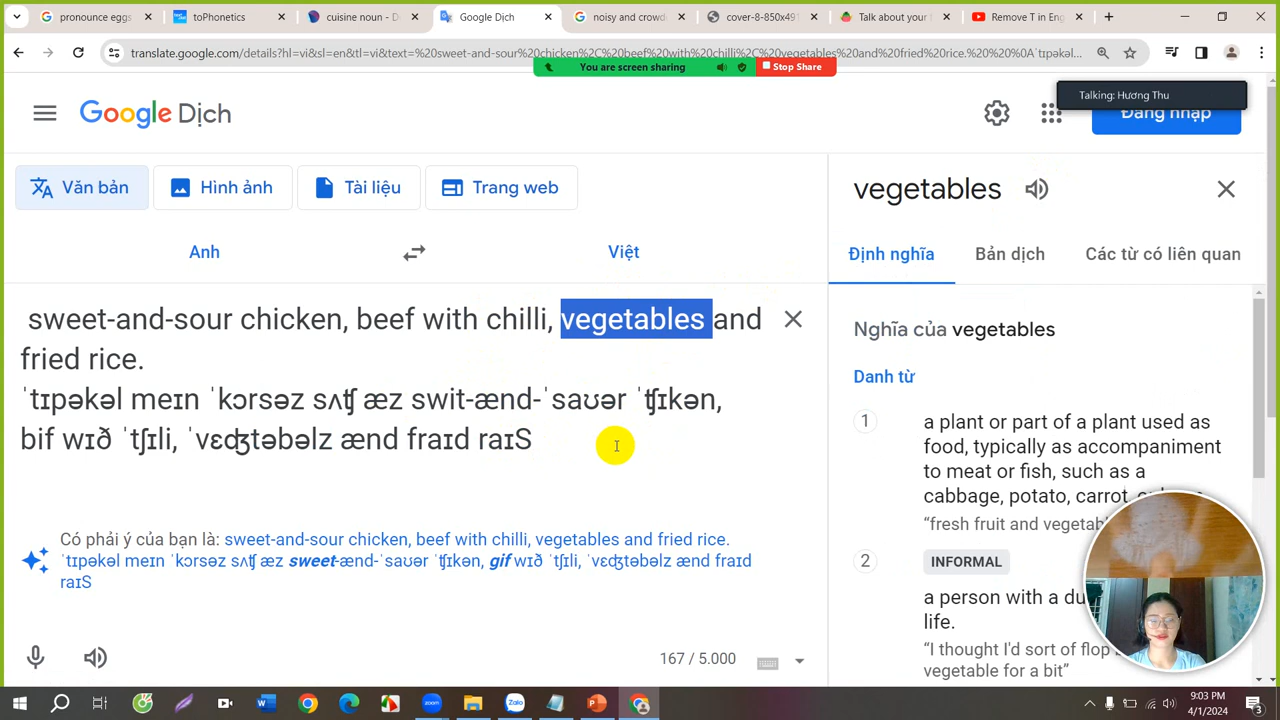 pronounce eggs
toPhonetics
cuisine noun - D
Google Dịch
noisy and crowd
cover-8-850x491
Talk about your f
Remove T in Eng
translate.google.com/details?hl=vi&sl=en&tl=vi&text=%20sweet-and-sour%20chicken%2C%20beef%20with%20chilli%2C%20vegetables%20and%20fried%20rice.%20%20%0Aˈtɪpəkəl...
You are screen sharing
Stop Share
Talking: Hương Thu
Google Dịch
Đăng nhập
Văn bản
Hình ảnh
Tài liệu
Trang web
vegetables
Anh
Việt
Định nghĩa
Bản dịch
Các từ có liên quan
sweet-and-sour chicken, beef with chilli, vegetables and
fried rice.
ˈtɪpəkəl meɪn ˈkɔrsəz sʌʧ æz swit-ænd-ˈsaʊər ˈʧɪkən,
bif wɪð ˈtʃɪli, ˈvɛʤtəbəlz ænd fraɪd raɪS
Nghĩa của vegetables
Danh từ
1
a plant or part of a plant used as
food, typically as accompaniment
to meat or fish, such as a
cabbage, potato, carrot,
“fresh fruit and vegetab
2
INFORMAL
a person with a du
life.
“I thought I'd sort of flop
vegetable for a bit”
Có phải ý của bạn là: sweet-and-sour chicken, beef with chilli, vegetables and fried rice.
ˈtɪpəkəl meɪn ˈkɔrsəz sʌʧ æz sweet-ænd-ˈsaʊər ˈʧɪkən, gif wɪð ˈtʃɪli, ˈvɛʤtəbəlz ænd fraɪd
raɪS
167 / 5.000
zoom
Zalo
9:03 PM
4/1/2024
3